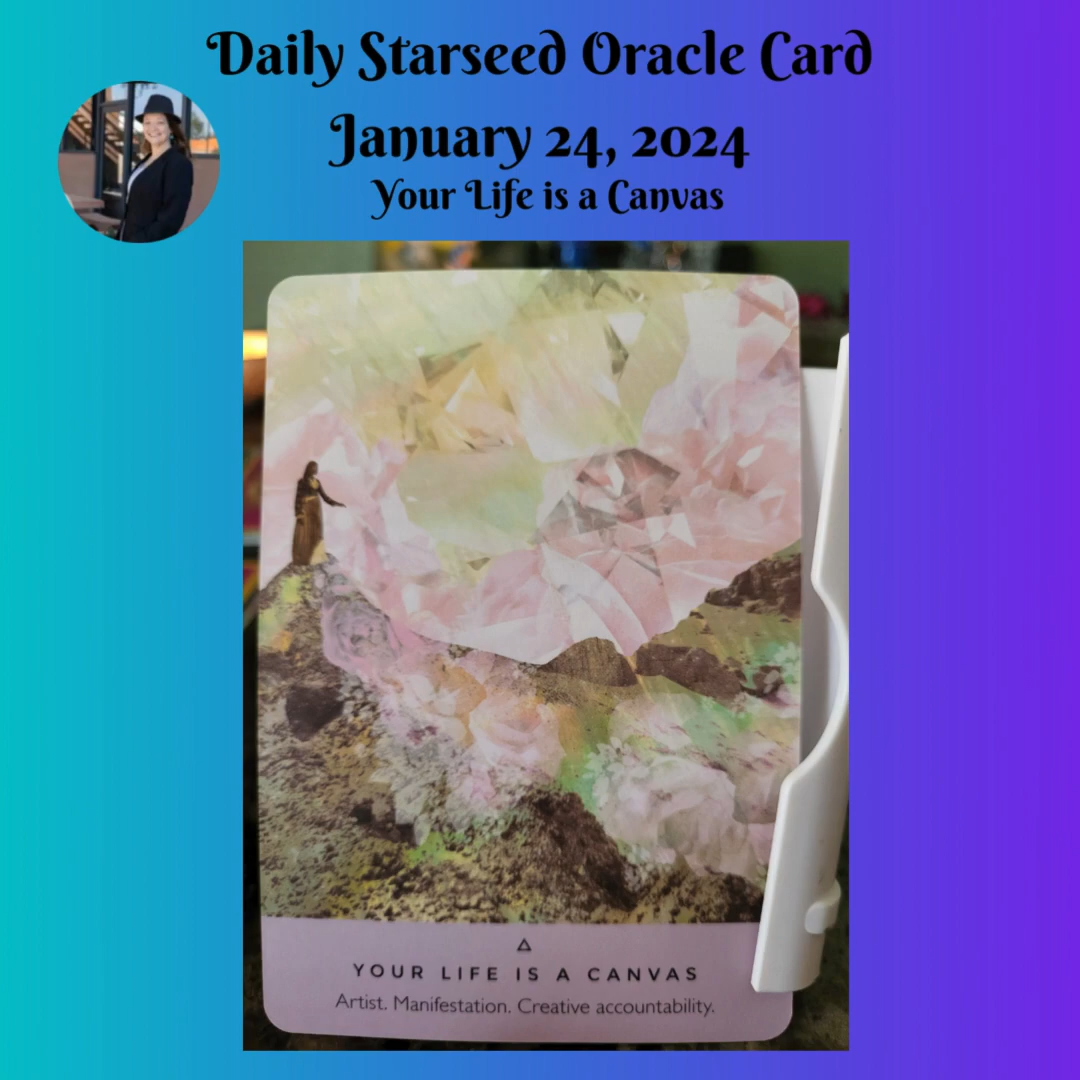 Daily Starseed Oracle Card
January 24, 2024
Your Life is a Canvas
YOUR LIFE IS A CANVAS
Artist. Manifestation. Creative accountability.